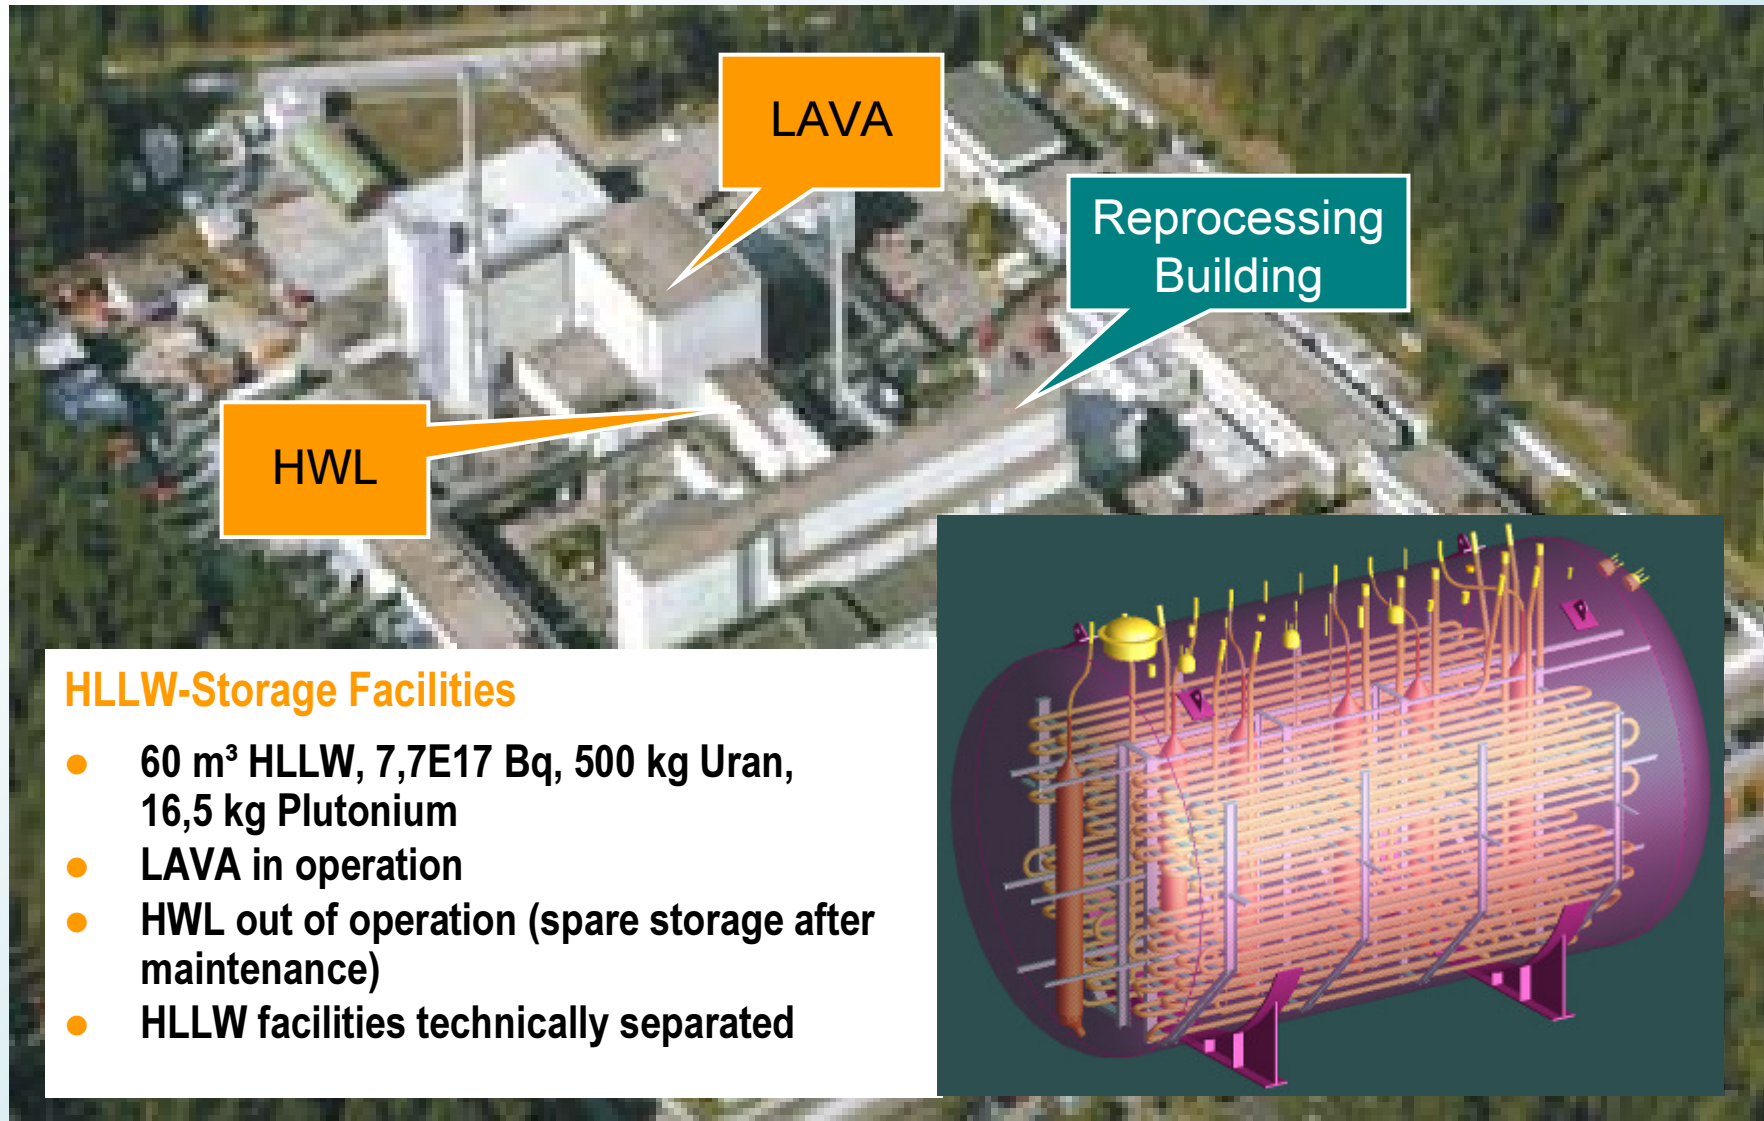 LAVA
Reprocessing
Building
HWL
HLLW-Storage Facilities
● 60 m³ HLLW, 7,7E17 Bq, 500 kg Uran,
16,5 kg Plutonium
● LAVA in operation
● HWL out of operation (spare storage after
maintenance)
● HLLW facilities technically separated